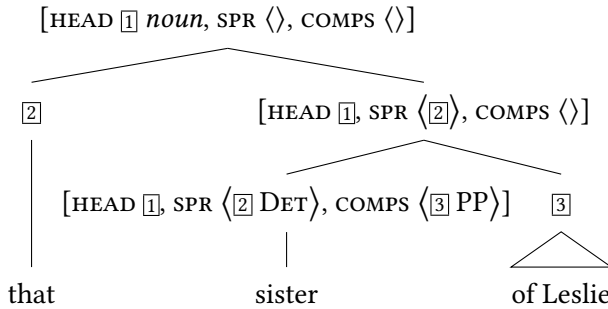 [HEAD 1 noun, SPR ⟨⟩, COMPS ⟨⟩]
2 [HEAD 1, SPR ⟨2⟩, COMPS ⟨⟩]
[HEAD 1, SPR ⟨2 DET⟩, COMPS ⟨3 PP⟩] 3
that sister of Leslie